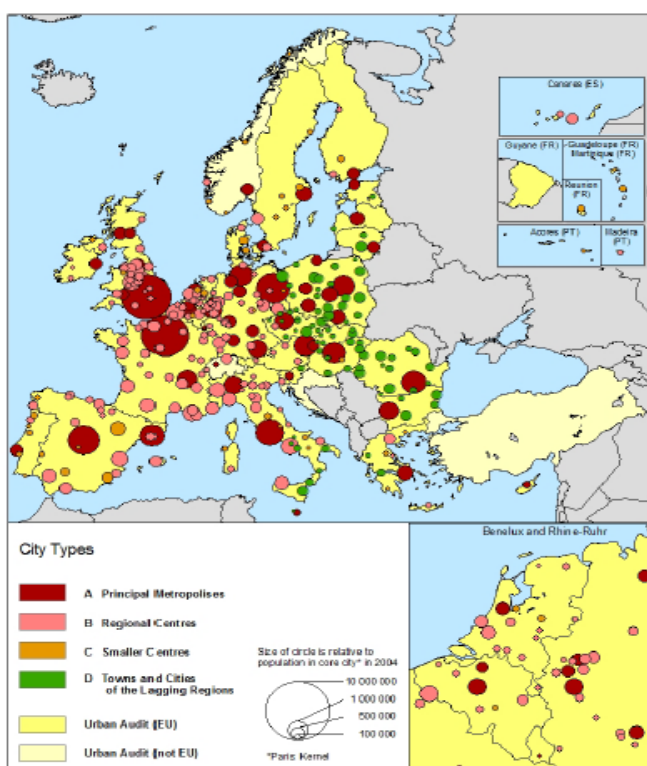 Canarias (ES)
Guyane (FR)
Guadeloupe (FR)
Martinique (FR)
Reunion
(FR)
Acores (PT)
Madeira
(PT)
Benelux and Rhine-Ruhr
City Types
A Principal Metropolises
B Regional Centres
C Smaller Centres
D Towns and Cities
of the Lagging Regions
Urban Audit (EU)
Urban Audit (not EU)
Size of circle is relative to
population in core city* in 2004
10 000 000
1 000 000
500 000
100 000
*Paris: Kernel